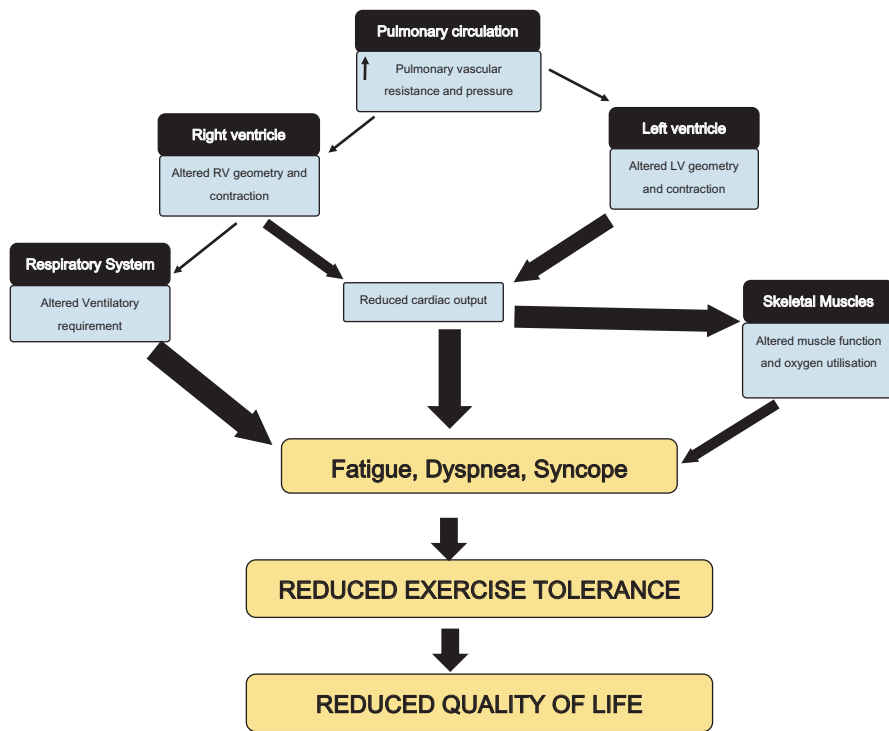 Pulmonary circulation
Pulmonary vascular
resistance and pressure
Right ventricle
Altered RV geometry and
contraction
Left ventricle
Altered LV geometry
and contraction
Respiratory System
Altered Ventilatory
requirement
Reduced cardiac output
Skeletal Muscles
Altered muscle function
and oxygen utilisation
Fatigue, Dyspnea, Syncope
REDUCED EXERCISE TOLERANCE
REDUCED QUALITY OF LIFE